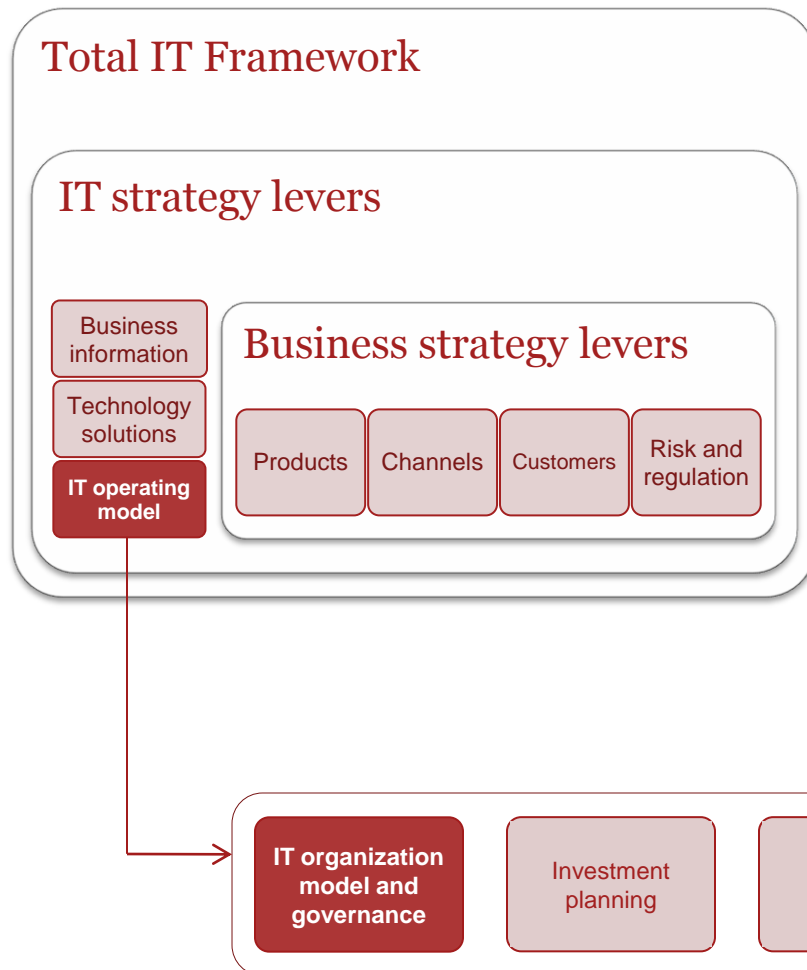 Total IT Framework
IT strategy levers
Business
information
Technology
solutions
IT operating
model
Business strategy levers
Products
Channels
Customers
Risk and
regulation
IT organization
model and
governance
Investment
planning